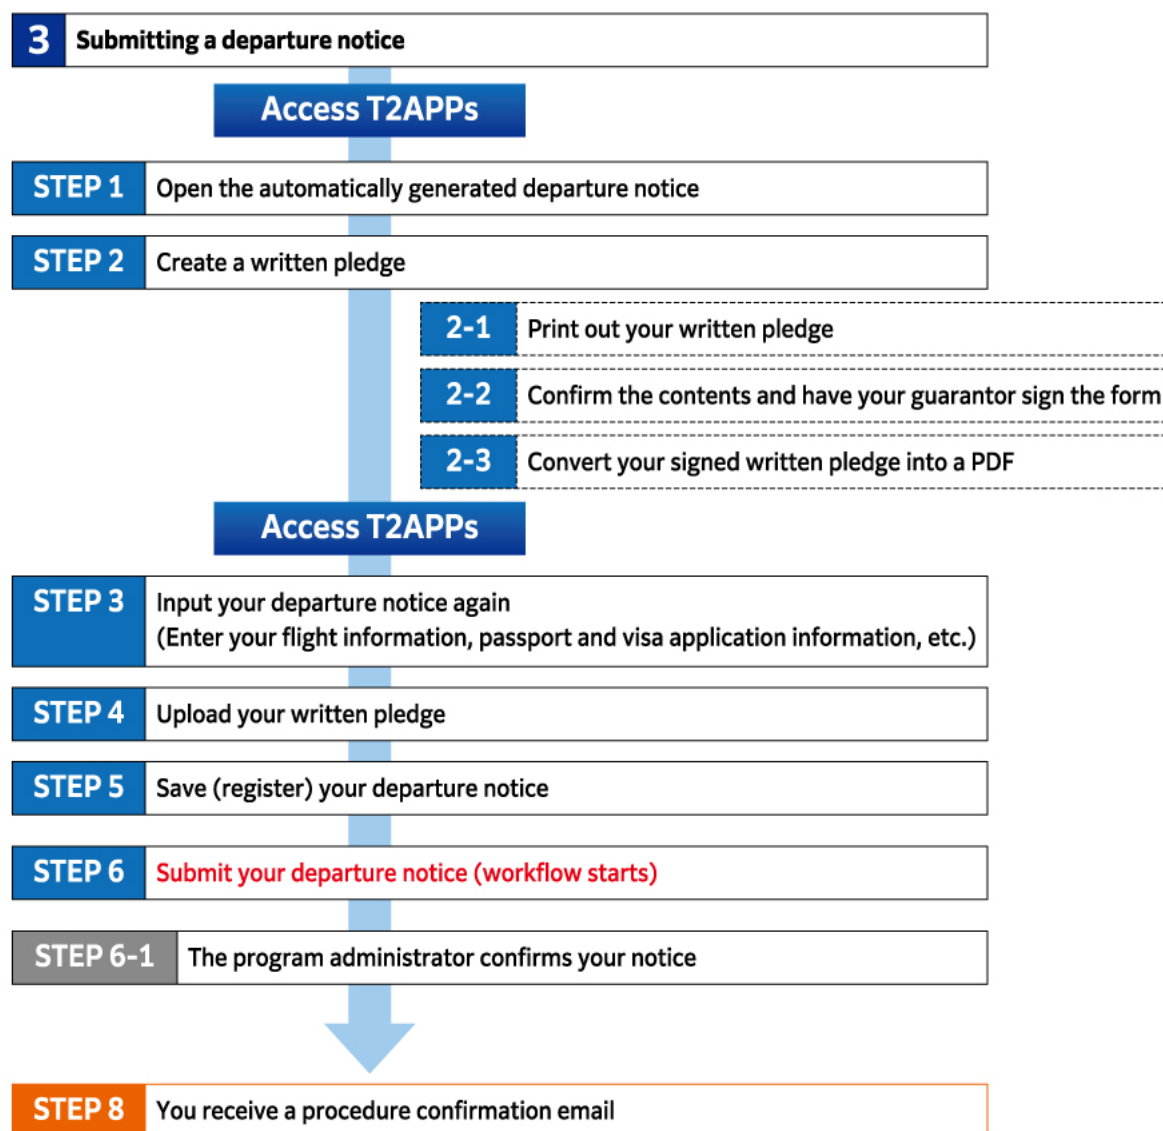 3 Submitting a departure notice
Access T2APPs
STEP 1 Open the automatically generated departure notice
STEP 2 Create a written pledge
2-1 Print out your written pledge
2-2 Confirm the contents and have your guarantor sign the form
2-3 Convert your signed written pledge into a PDF
Access T2APPs
STEP 3 Input your departure notice again
(Enter your flight information, passport and visa application information, etc.)
STEP 4 Upload your written pledge
STEP 5 Save (register) your departure notice
STEP 6 Submit your departure notice (workflow starts)
STEP 6-1 The program administrator confirms your notice
STEP 8 You receive a procedure confirmation email